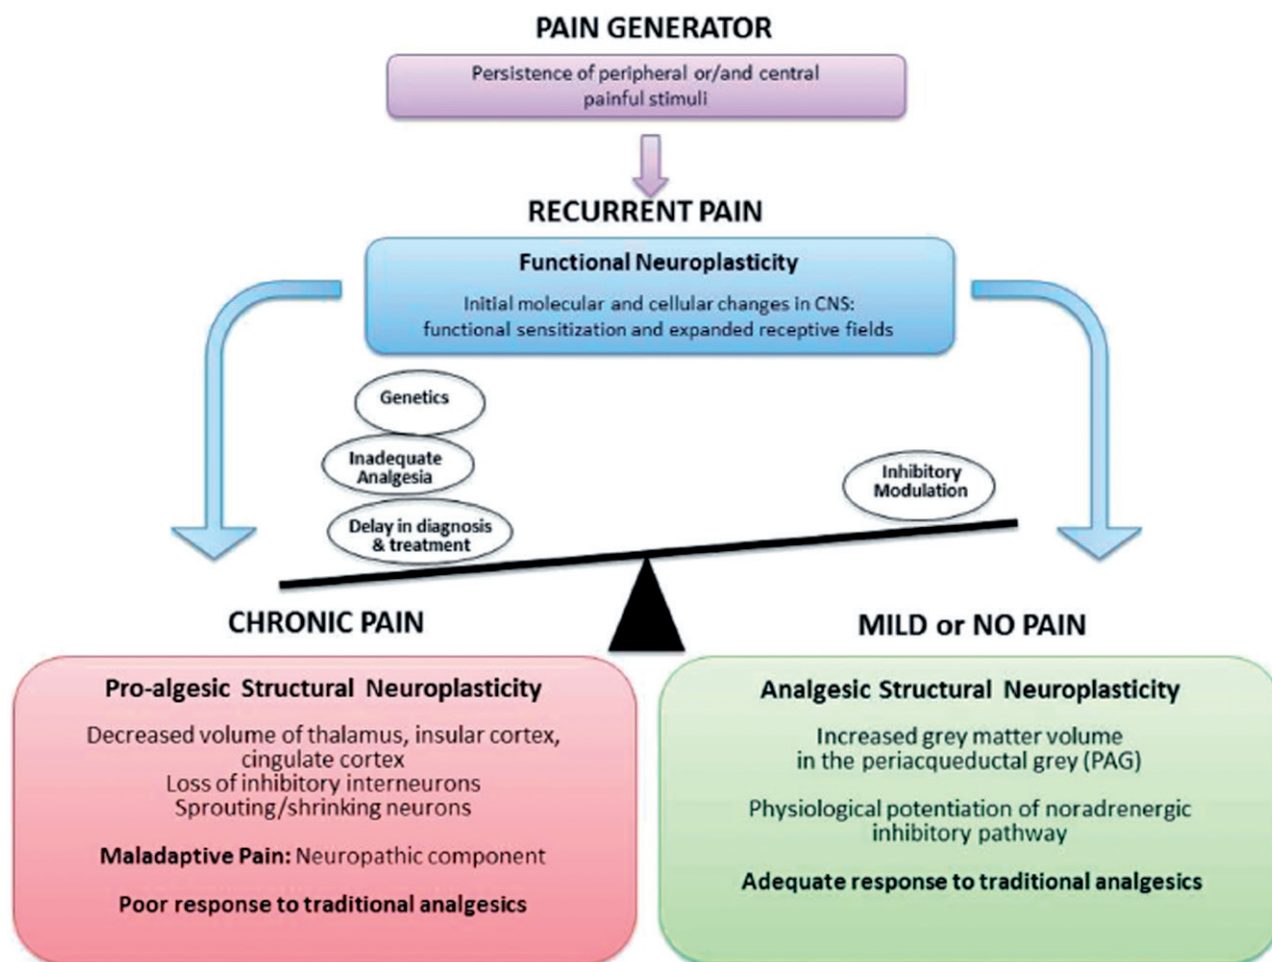 PAIN GENERATOR
Persistence of peripheral or/and central
painful stimuli
RECURRENT PAIN
Functional Neuroplasticity
Initial molecular and cellular changes in CNS:
functional sensitization and expanded receptive fields
Genetics
Inadequate
Analgesia
Delay in diagnosis
& treatment
Inhibitory
Modulation
CHRONIC PAIN
Pro-algesic Structural Neuroplasticity
Decreased volume of thalamus, insular cortex,
cingulate cortex
Loss of inhibitory interneurons
Sprouting/shrinking neurons
Maladaptive Pain: Neuropathic component
Poor response to traditional analgesics
MILD or NO PAIN
Analgesic Structural Neuroplasticity
Increased grey matter volume
in the periacqueductal grey (PAG)
Physiological potentiation of noradrenergic
inhibitory pathway
Adequate response to traditional analgesics